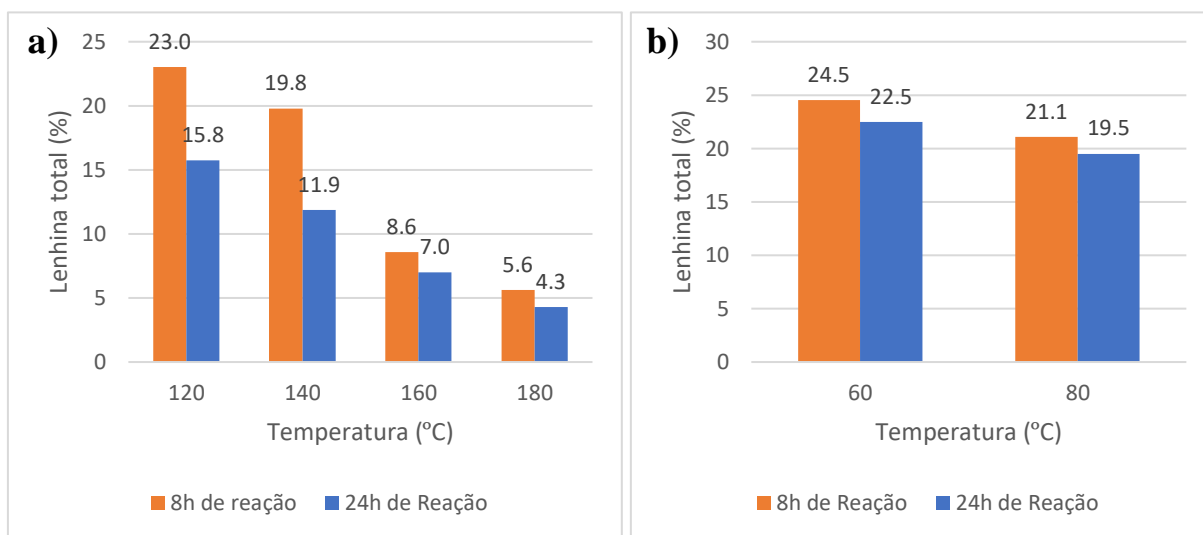 a)
Lenhina total (%)
25
20
15
10
5
0
23.0
15.8
19.8
11.9
8.6
7.0
5.6
4.3
120 140 160 180
Temperatura (ºC)
8h de reação 24h de Reação
b)
Lenhina total (%)
30
25
20
15
10
5
0
24.5
22.5
21.1
19.5
60 80
Temperatura (ºC)
8h de Reação 24h de Reação